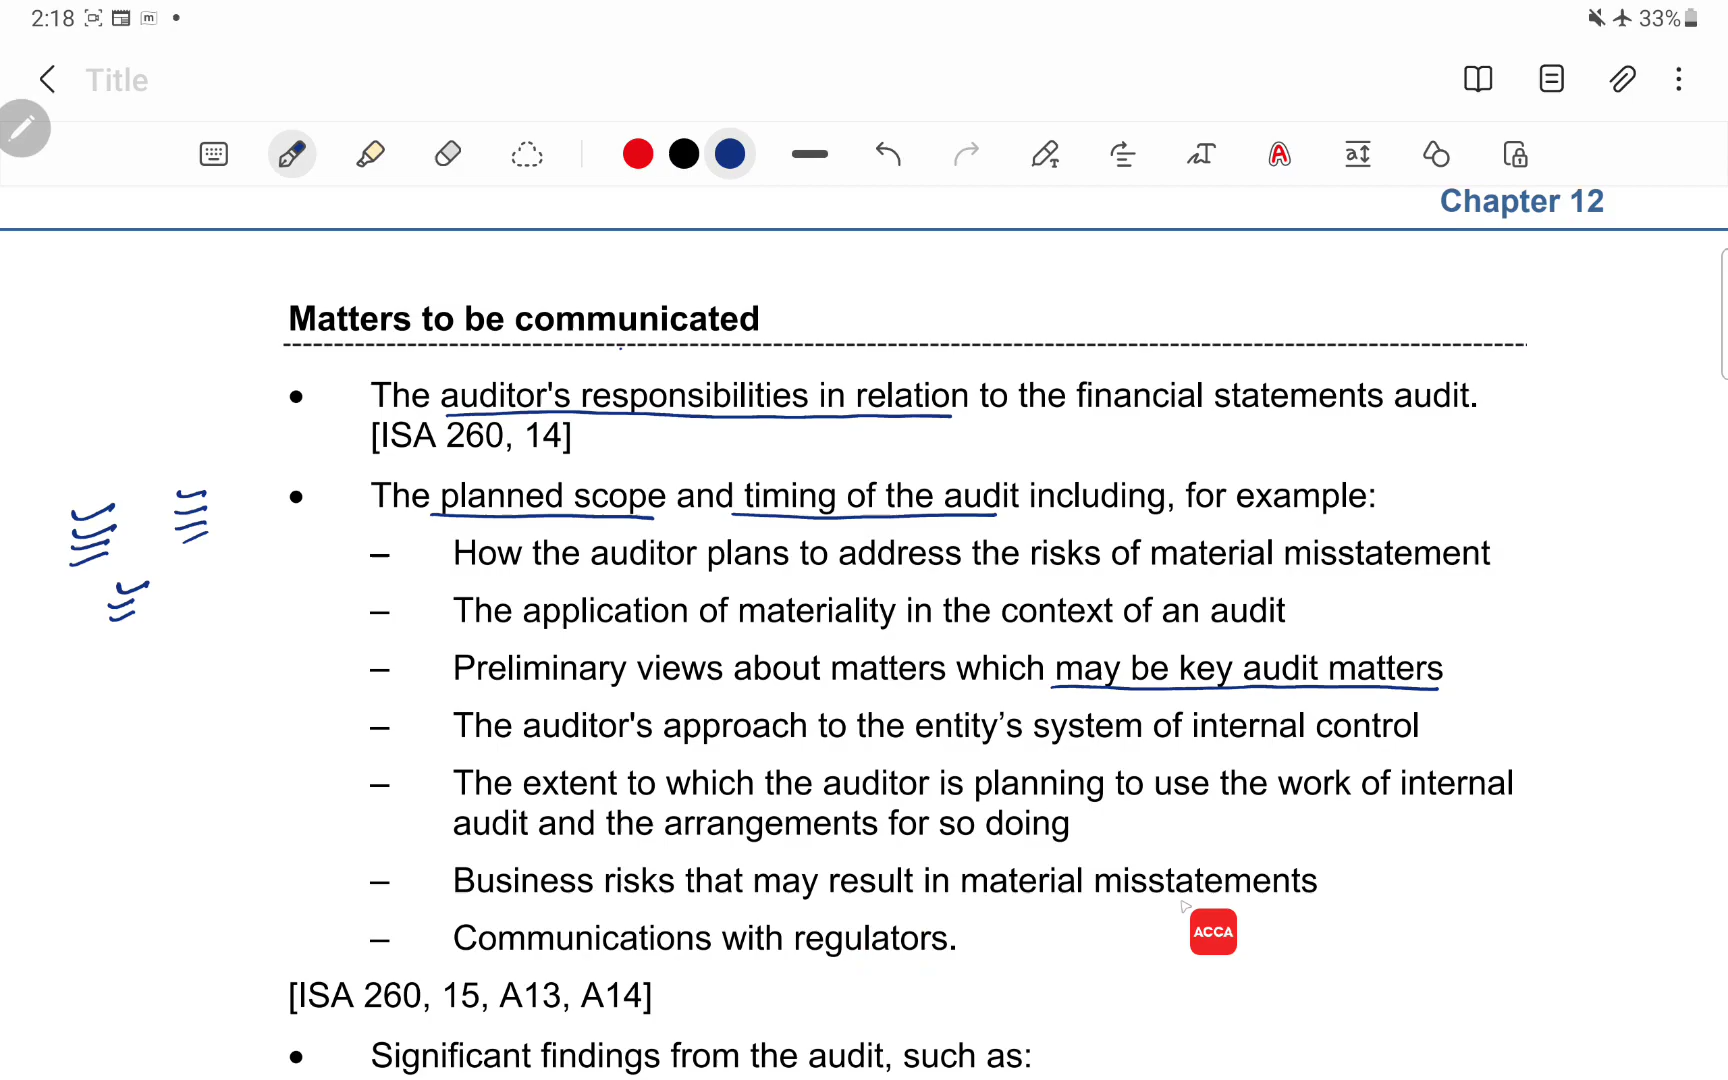 2:18
33%
Title
Chapter 12
Matters to be communicated
• The auditor's responsibilities in relation to the financial statements audit.
[ISA 260, 14]
• The planned scope and timing of the audit including, for example:
– How the auditor plans to address the risks of material misstatement
– The application of materiality in the context of an audit
– Preliminary views about matters which may be key audit matters
– The auditor's approach to the entity’s system of internal control
– The extent to which the auditor is planning to use the work of internal
audit and the arrangements for so doing
– Business risks that may result in material misstatements
ACCA
– Communications with regulators.
[ISA 260, 15, A13, A14]
• Significant findings from the audit, such as: